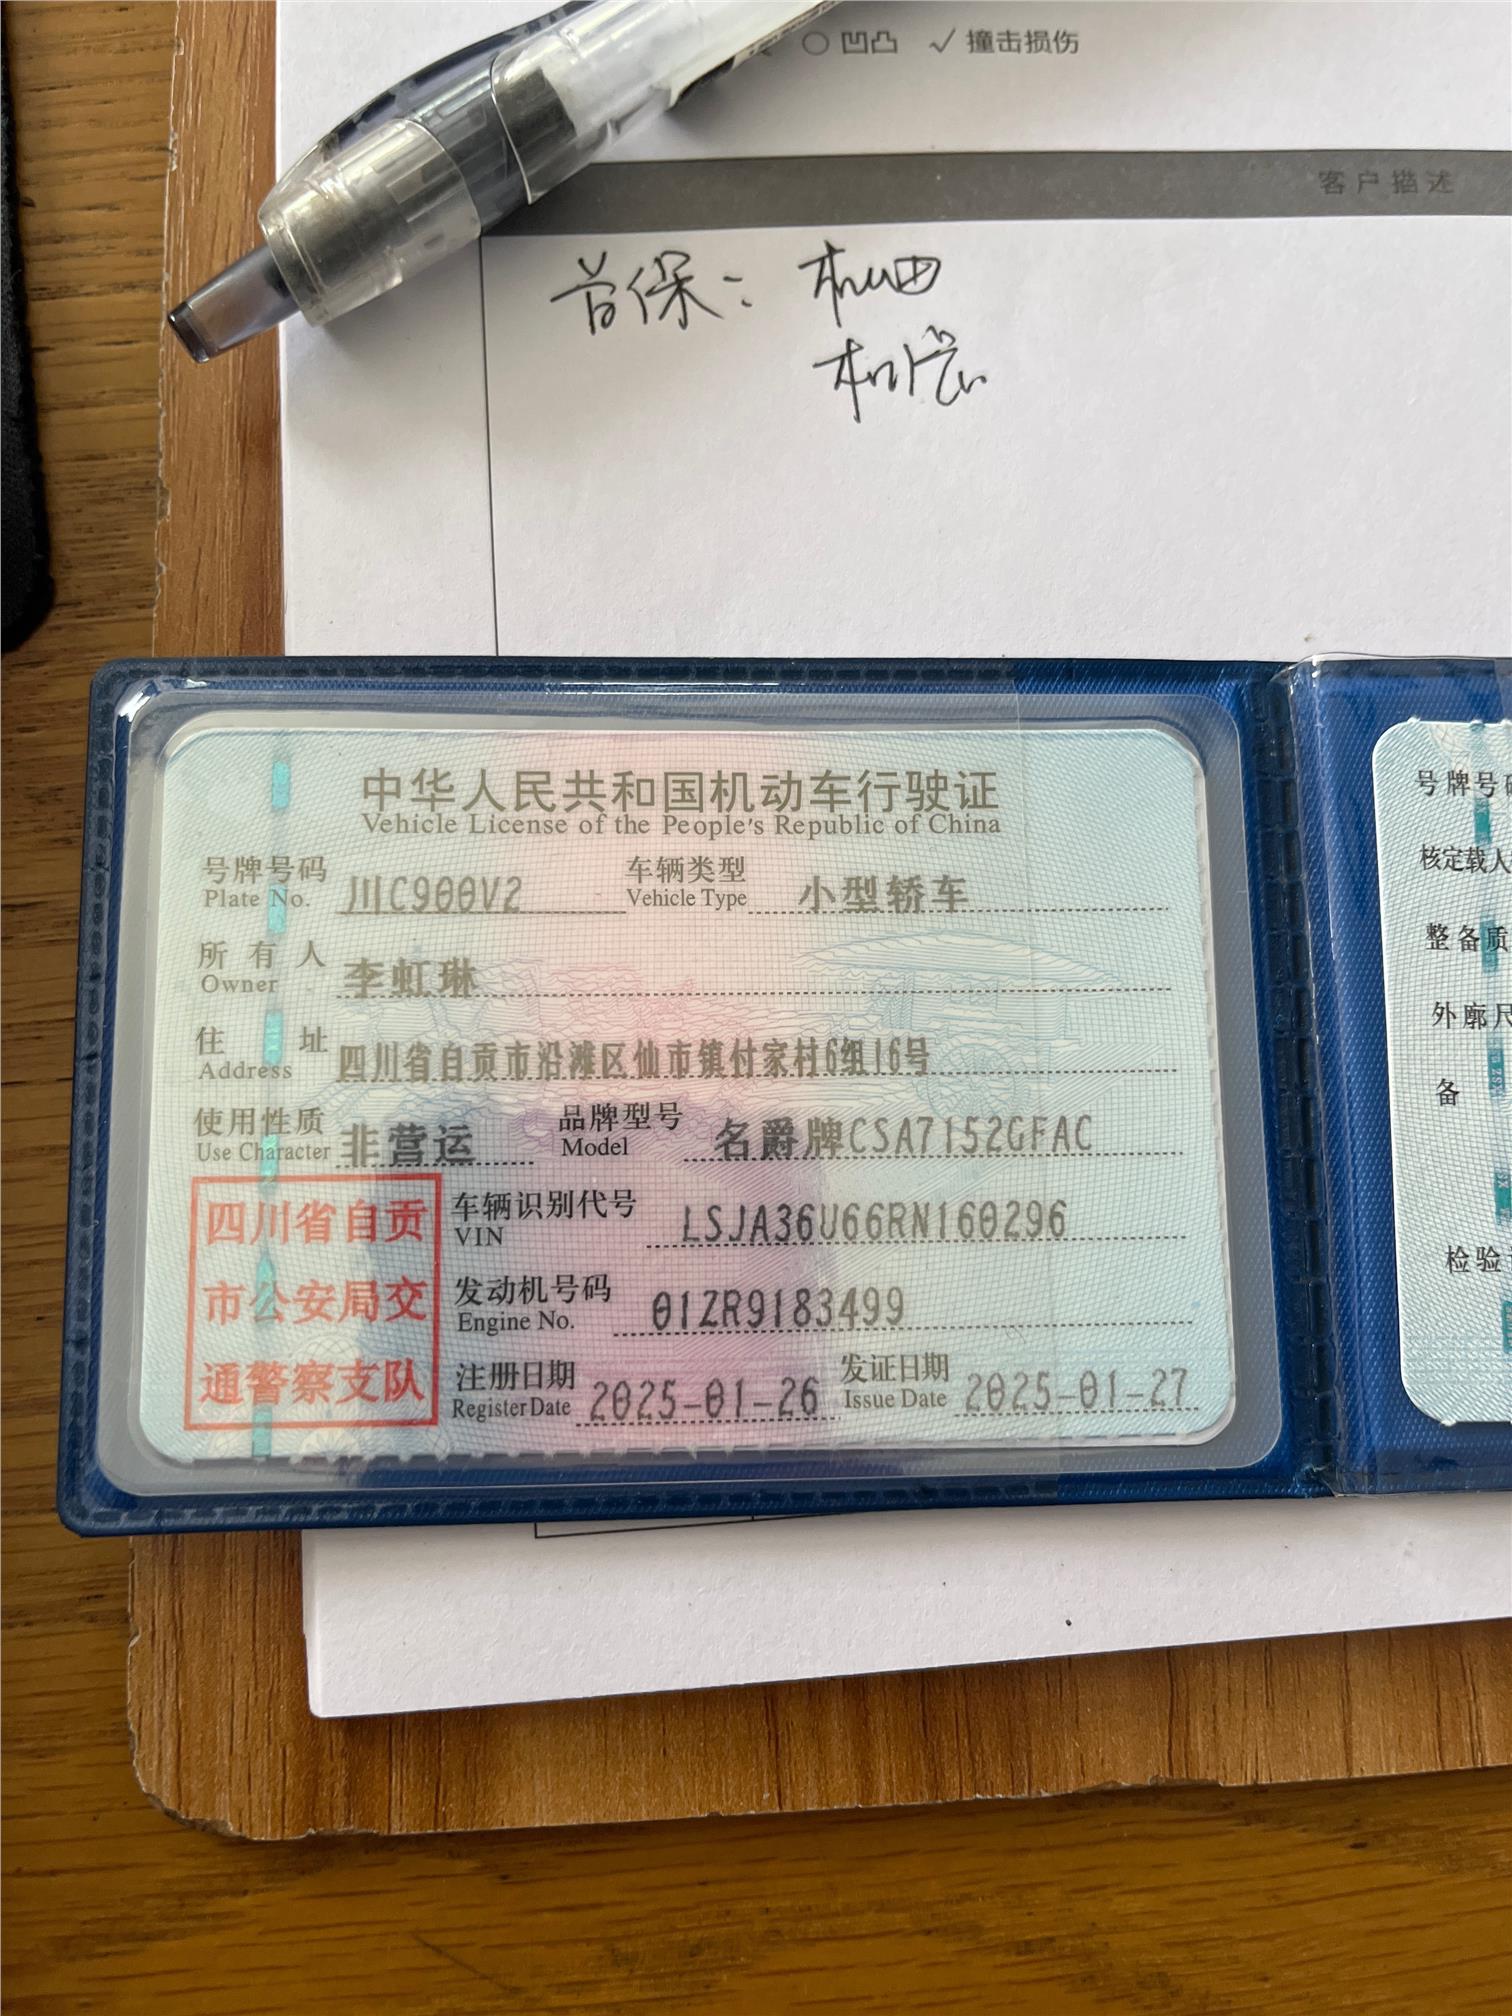 凹凸 √ 撞击损伤
客户描述
首保：机油
机滤
中华人民共和国机动车行驶证
Vehicle License of the People's Republic of China
号牌号码 川C900V2 车辆类型 小型轿车
Plate No. Vehicle Type
所有人 李虹琳
Owner
住址 四川省自贡市沿滩区仙市镇付家村6组16号
Address
使用性质 非营运 品牌型号 名爵牌CSA7152GFAC
Use Character Model
四川省自贡
市公安局交
通警察支队
车辆识别代号 LSJA36U66RN160296
VIN
发动机号码 01ZR9183499
Engine No.
注册日期 2025-01-26 发证日期 2025-01-27
Register Date Issue Date
号牌号
核定载人
整备质
外廓尺
备
检验